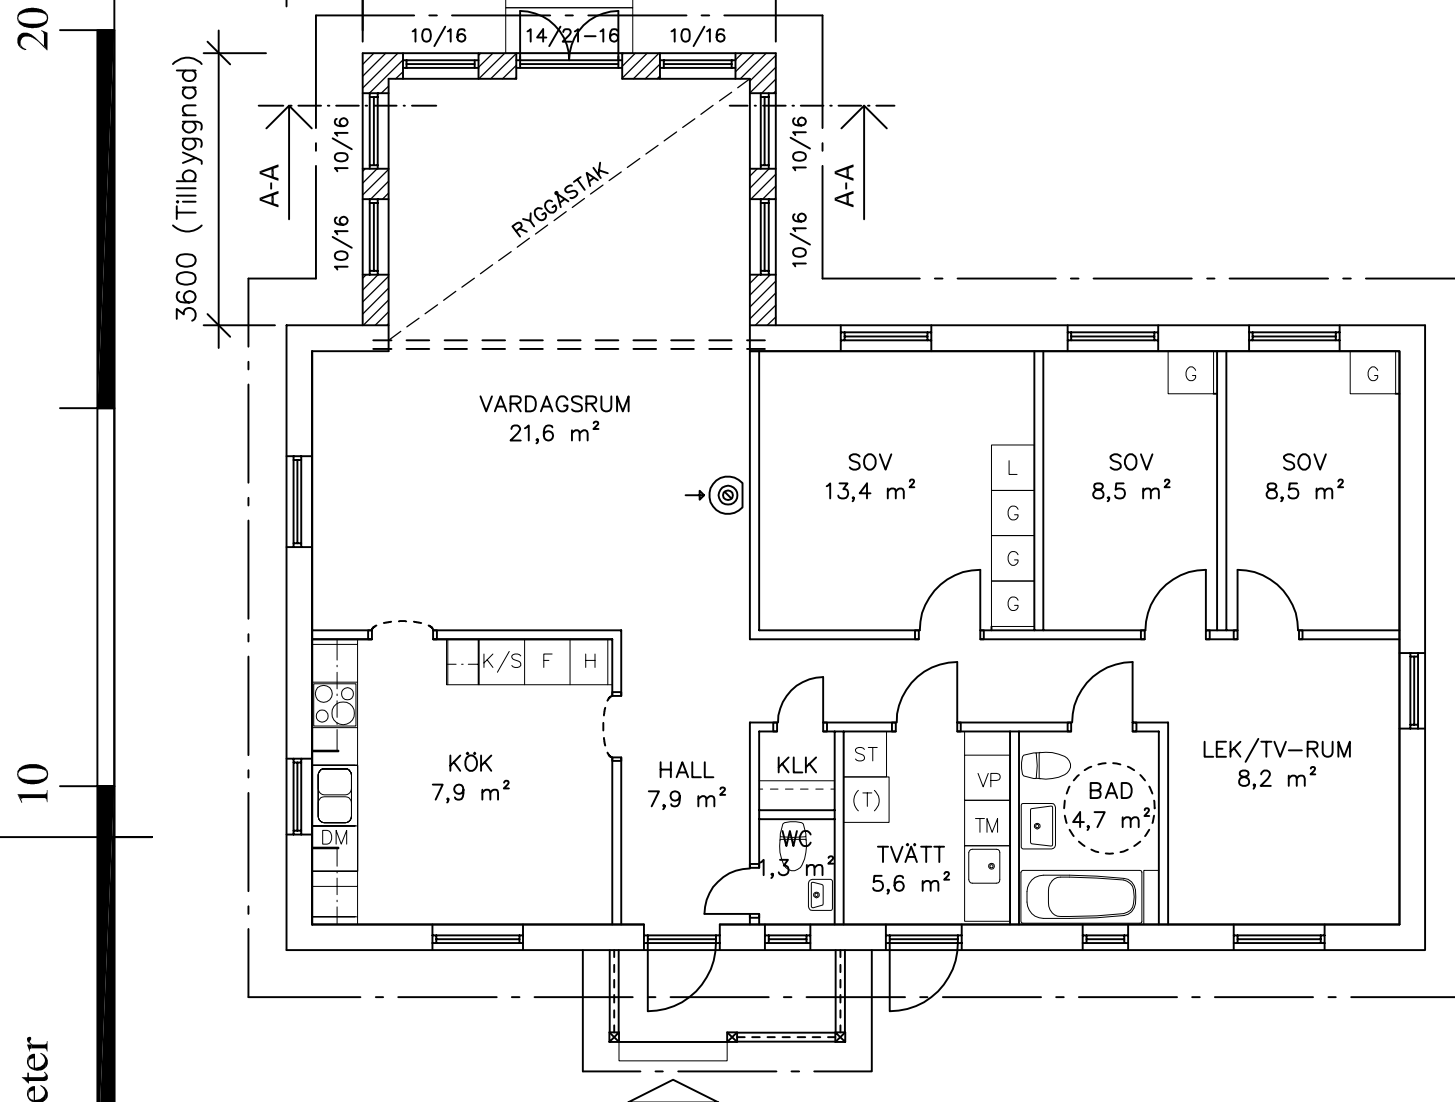 20
10/16
14/21-16
10/16
3600 (Tillbyggnad)
A-A
10/16
10/16
RYGGÅSTAK
10/16
10/16
A-A
VARDAGSRUM
21,6 m²
SOV
13,4 m²
L
G
G
G
G
SOV
8,5 m²
G
SOV
8,5 m²
K/S
F
H
KÖK
7,9 m²
DM
HALL
7,9 m²
KLK
WC
1,3 m²
ST
(T)
VP
TM
TVÄTT
5,6 m²
BAD
4,7 m²
LEK/TV-RUM
8,2 m²
10
eter